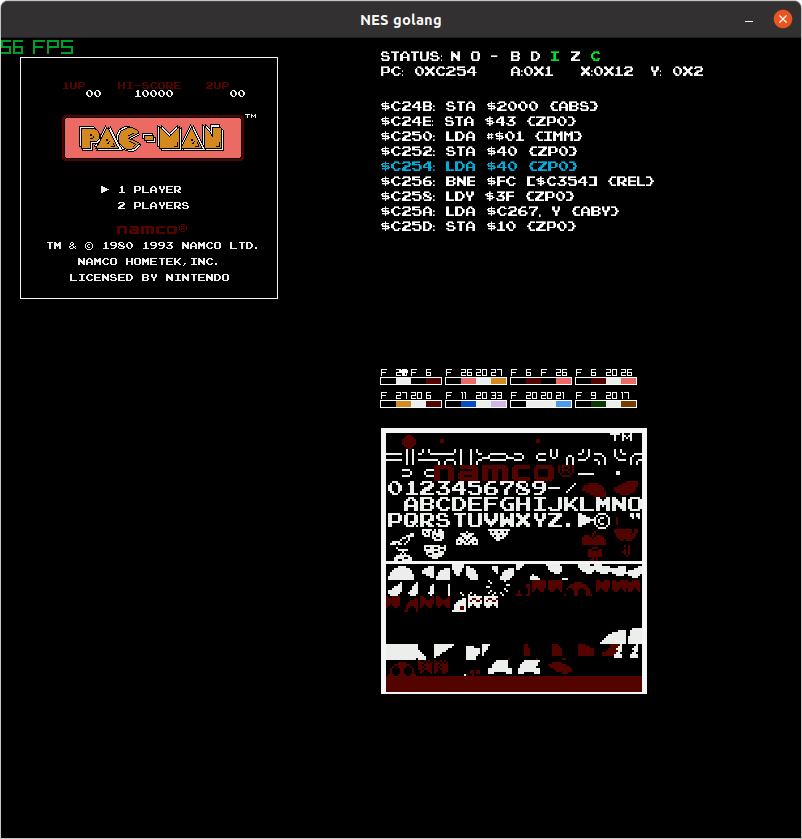 NES golang
56 FPS
1UP HI-SCORE 2UP
00 10000 00
PAC-MAN TM
▶ 1 PLAYER
2 PLAYERS
namco®
TM & © 1980 1993 NAMCO LTD.
NAMCO HOMETEK,INC.
LICENSED BY NINTENDO
STATUS: N O - B D I Z C
PC: 0XC254 A:0X1 X:0X12 Y: 0X2
$C24B: STA $2000 {ABS}
$C24E: STA $43 {ZP0}
$C250: LDA #$01 {IMM}
$C252: STA $40 {ZP0}
$C254: LDA $40 {ZP0}
$C256: BNE $FC [$C354] {REL}
$C258: LDY $3F {ZP0}
$C25A: LDA $C267, Y {ABY}
$C25D: STA $10 {ZP0}
F 26 20 27 F 6 F 26 F 6 20 26
F 27 20 6 F 11 20 33 F 20 20 21 F 9 20 17
TM
namco®
0123456789-/
ABCDEFGHIJKLMNO
PQRSTUVWXYZ.▶© "